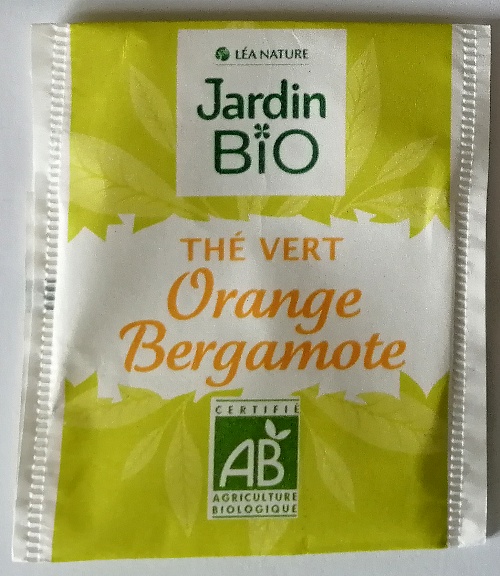 LÉA NATURE
Jardin
BiO
THÉ VERT
Orange
Bergamote
CERTIFIÉ
AB
AGRICULTURE
BIOLOGIQUE